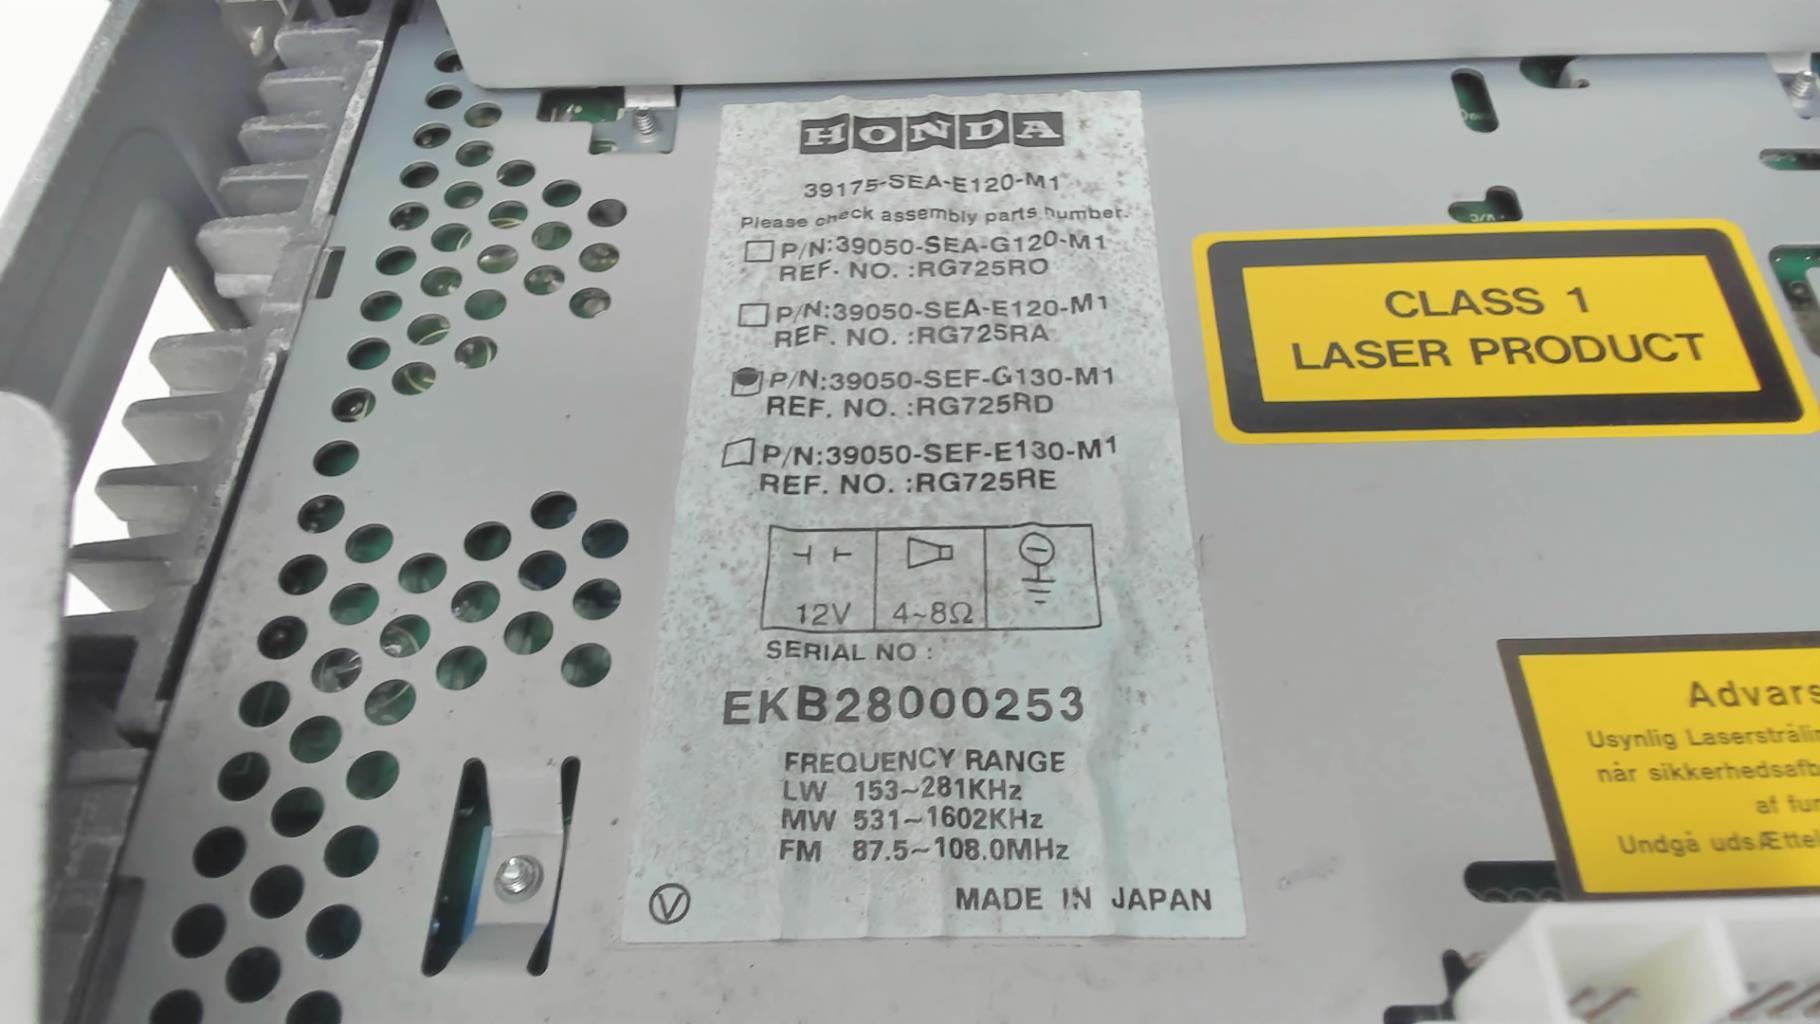 HONDA
39175-SEA-E120-M1
Please check assembly parts number.
P/N:39050-SEA-G120-M1
REF. NO. :RG725RO
P/N:39050-SEA-E120-M1
REF. NO. :RG725RA
P/N:39050-SEF-G130-M1
REF. NO. :RG725RD
P/N:39050-SEF-E130-M1
REF. NO. :RG725RE
12V 4~8Ω
SERIAL NO :
EKB28000253
FREQUENCY RANGE
LW 153~281KHz
MW 531~1602KHz
FM 87.5~108.0MHz
V MADE IN JAPAN
CLASS 1
LASER PRODUCT
Advars
Usynlig Laserstrålin
når sikkerhedsafb
af fun
Undgå udsÆttel